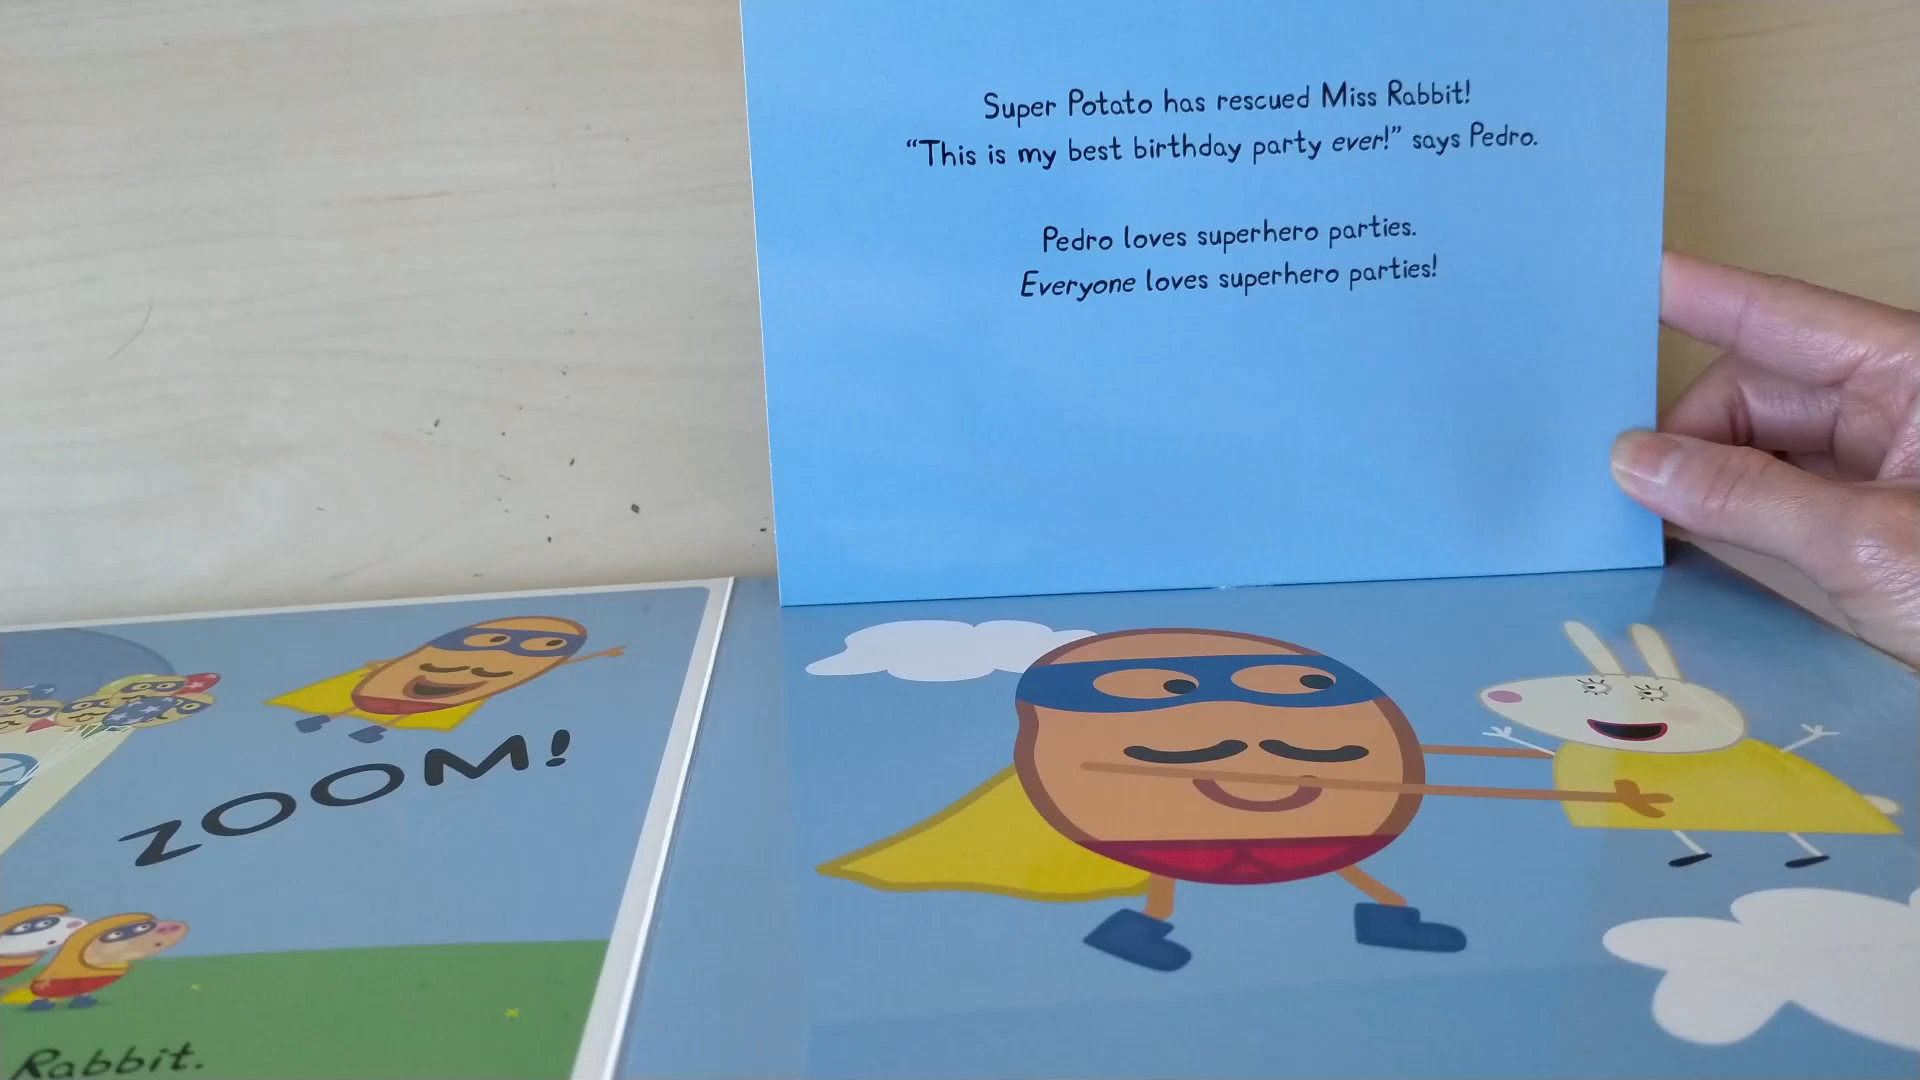 Super Potato has rescued Miss Rabbit!
“This is my best birthday party ever!” says Pedro.
Pedro loves superhero parties.
Everyone loves superhero parties!
ZOOM!
Rabbit.